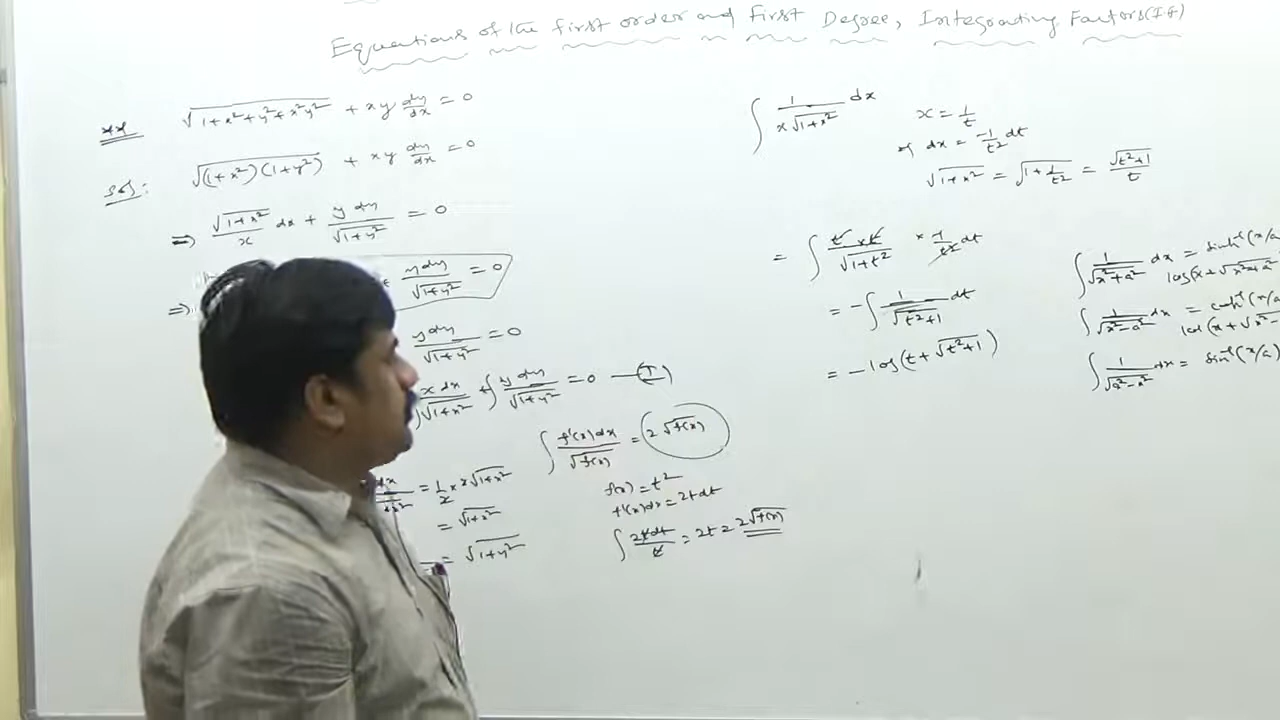 Equations of the first order and First Degree, Integrating Factors (I.F)
Ex √(1+x²+y²+x²y²) + xy dy/dx = 0
Sol: √((1+x²)(1+y²)) + xy dy/dx = 0
⇒ √(1+x²)/x dx + y dy/√(1+y²) = 0
⇒ y dy/√(1+y²) = 0
y dy/√(1+y²) = 0
x dx/√(1+x²) + ∫ y dy/√(1+y²) = 0 — (I)
= 1/2 × 2√(1+x²)
= √(1+x²)
= √(1+y²)
∫ f'(x)dx/√f(x) = 2√f(x)
f(x) = t²
f'(x)dx = 2t dt
∫ 2t dt/t = 2t = 2√f(x)
∫ 1/(x√(1+x²)) dx
x = 1/t
⇒ dx = -1/t² dt
√(1+x²) = √(1+1/t²) = √(t²+1)/t
= ∫ t × t/√(1+t²) × -1/t² dt
= -∫ 1/√(t²+1) dt
= -log(t+√(t²+1))
∫ 1/√(x²+a²) dx = sinh⁻¹(x/a
log(x+√(x²+a²
∫ 1/√(x²-a²) dx = cosh⁻¹(x/a
log(x+√(x²-
∫ 1/√(a²-x²) dx = sin⁻¹(x/a)